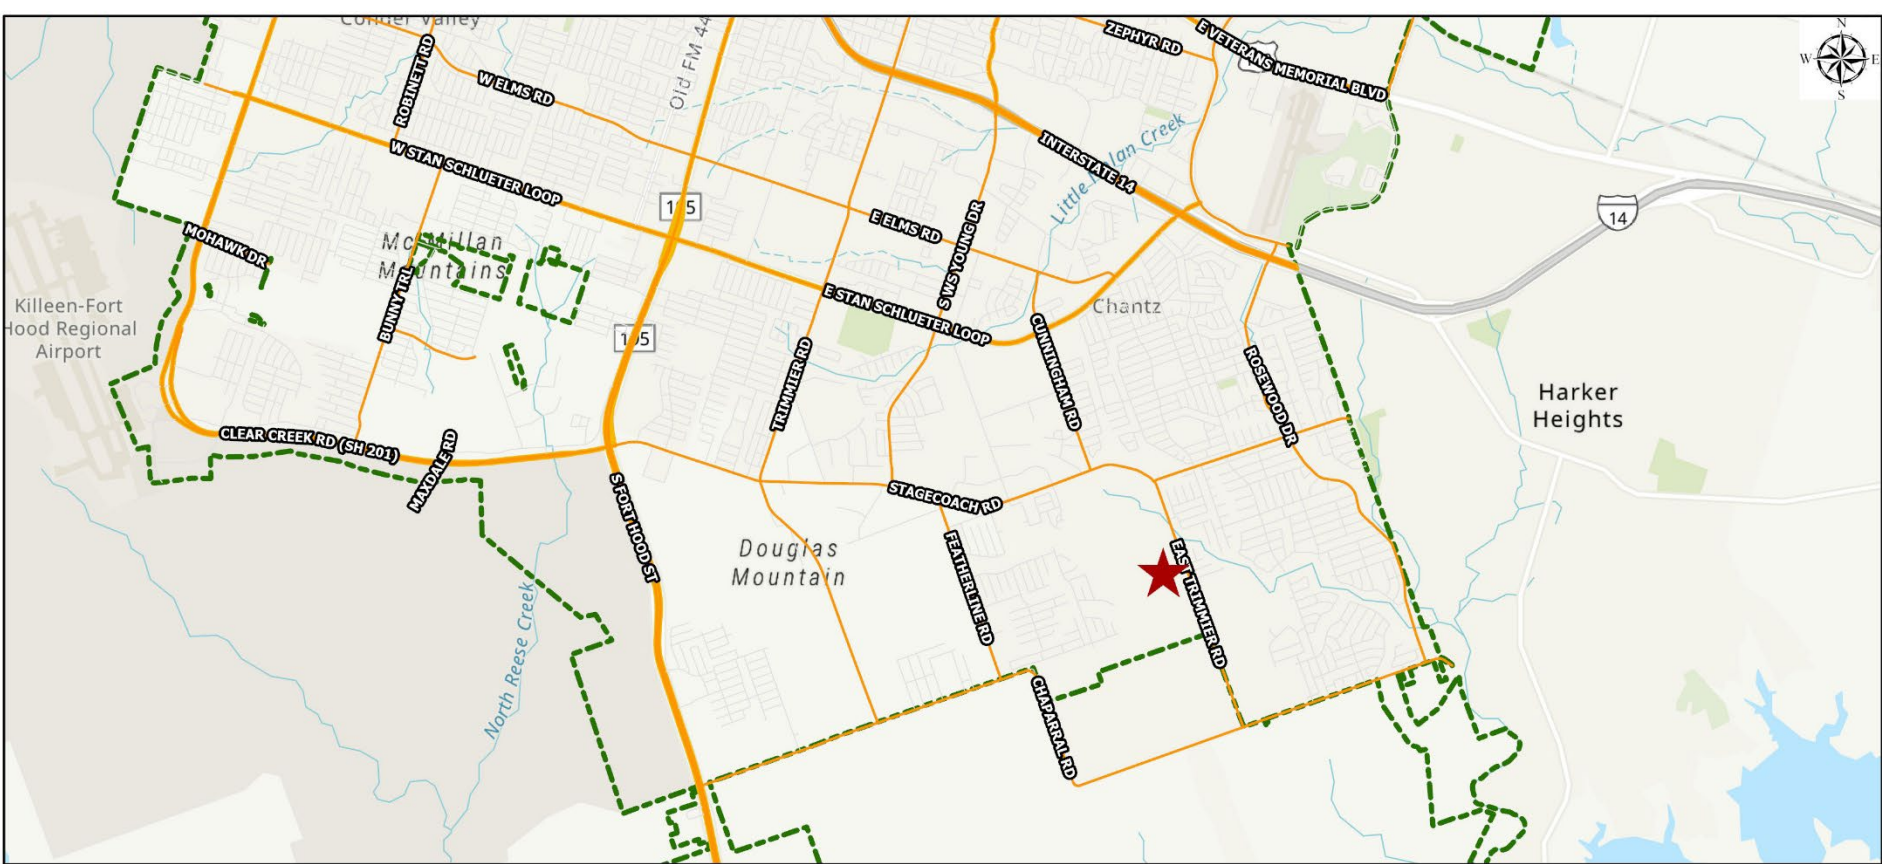 Conner Valley
ROBINETT RD
W ELMS RD
Old FM 44
ZEPHYR RD
E VETERANS MEMORIAL BLVD
N
W
E
S
W STAN SCHLUETER LOOP
INTERSTATE 14
Little Nolan Creek
195
14
MOHAWK DR
McMillan
Mountains
E ELMS RD
S WS YOUNG DR
BUNNY TRL
Killeen-Fort
Hood Regional
Airport
195
E STAN SCHLUETER LOOP
Chantz
TRIMMIER RD
CUNNINGHAM RD
ROSEWOOD DR
Harker
Heights
CLEAR CREEK RD (SH 201)
MAXDALE RD
S FORT HOOD ST
STAGECOACH RD
Douglas
Mountain
FEATHERLINE RD
EAST TRIMMIER RD
North Reese Creek
CHAPARRAL RD